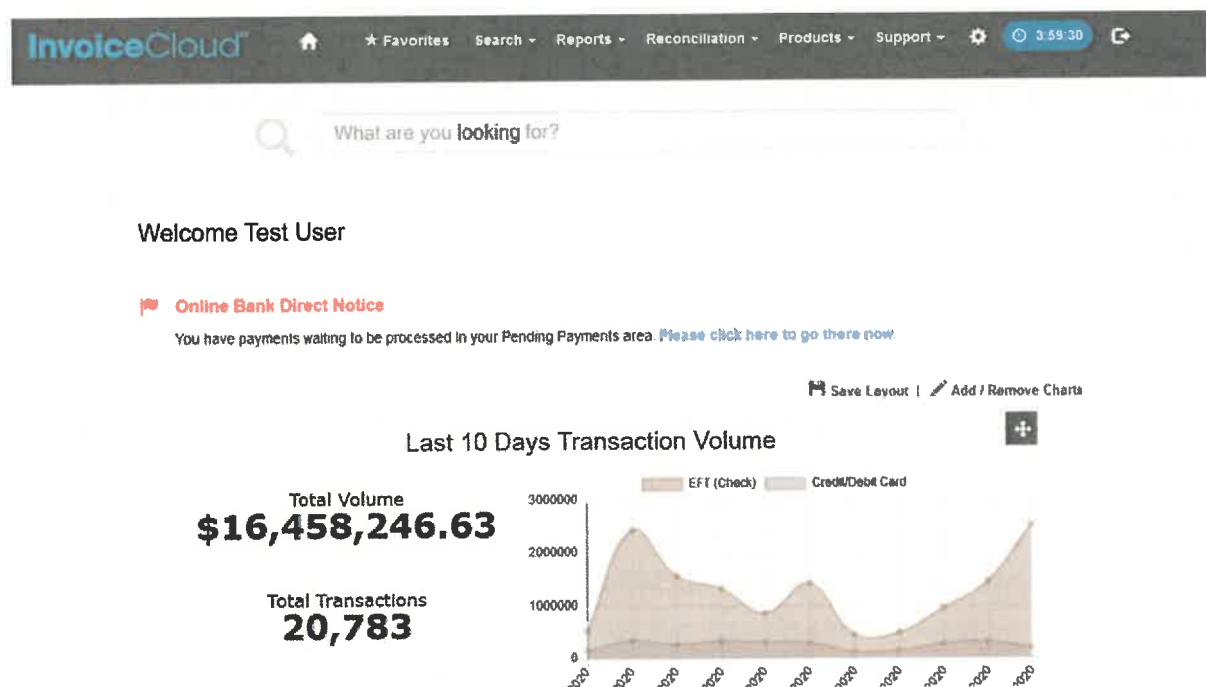 InvoiceCloud
★ Favorites Search Reports Reconciliation Products Support 3:59:30
What are you looking for?
Welcome Test User
Online Bank Direct Notice
You have payments waiting to be processed in your Pending Payments area. Please click here to go there now.
Save Layout | Add / Remove Charts
Last 10 Days Transaction Volume
EFT (Check) Credit/Debit Card
Total Volume
$16,458,246.63
Total Transactions
20,783
3000000
2000000
1000000
0